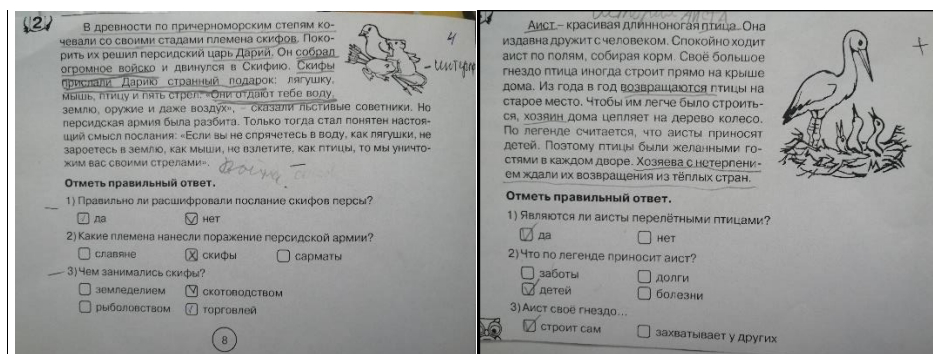 2
В древности по причерноморским степям ко-
чевали со своими стадами племена скифов. Поко-
рить их решил персидский царь Дарий. Он собрал
огромное войско и двинулся в Скифию. Скифы
прислали Дарию странный подарок: лягушку,
мышь, птицу и пять стрел. «Они отдают тебе воду,
землю, оружие и даже воздух», – сказали льстивые советники. Но
персидская армия была разбита. Только тогда стал понятен настоя-
щий смысл послания: «Если вы не спрячетесь в воду, как лягушки, не
зароетесь в землю, как мыши, не взлетите, как птицы, то мы уничто-
жим вас своими стрелами».
4
Отметь правильный ответ.
1) Правильно ли расшифровали послание скифов персы?
да нет
2) Какие племена нанесли поражение персидской армии?
славяне скифы сарматы
3) Чем занимались скифы?
земледелием скотоводством
рыболовством торговлей
8
Аист – красивая длинноногая птица. Она
издавна дружит с человеком. Спокойно ходит
аист по полям, собирая корм. Своё большое
гнездо птица иногда строит прямо на крыше
дома. Из года в год возвращаются птицы на
старое место. Чтобы им легче было строить-
ся, хозяин дома цепляет на дерево колесо.
По легенде считается, что аисты приносят
детей. Поэтому птицы были желанными го-
стями в каждом дворе. Хозяева с нетерпени-
ем ждали их возвращения из тёплых стран.
+
Отметь правильный ответ.
1) Являются ли аисты перелётными птицами?
да нет
2) Что по легенде приносит аист?
заботы долги
детей болезни
3) Аист своё гнездо...
строит сам захватывает у других